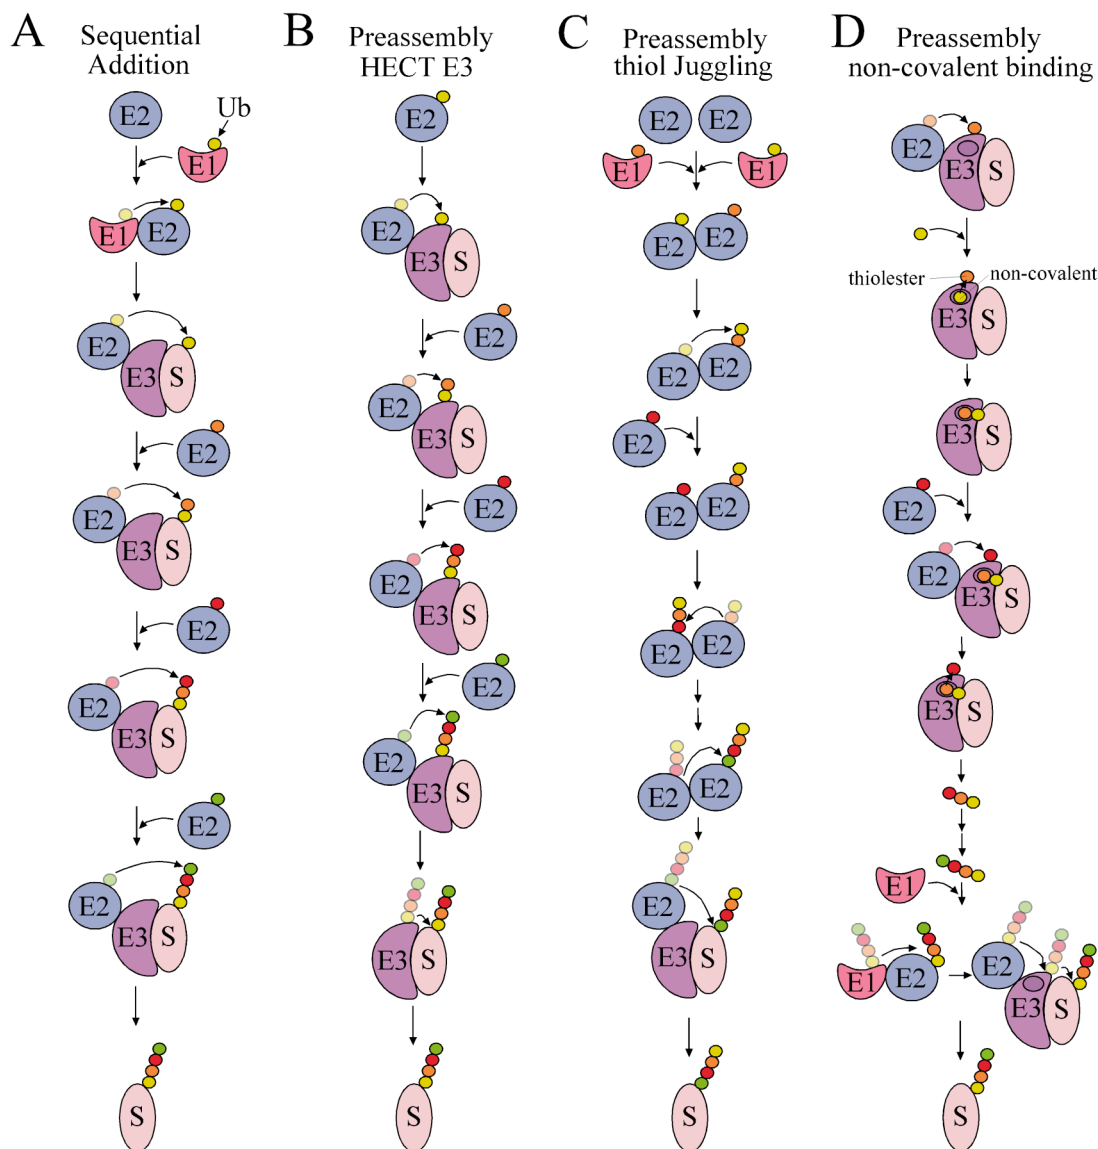 A
Sequential
Addition
E2
Ub
E1
E1
E2
E2
E3
S
E2
E2
E3
S
E2
E2
E3
S
E2
E2
E3
S
S
B
Preassembly
HECT E3
E2
E2
E3
S
E2
E2
E3
S
E2
E2
E3
S
E2
E2
E3
S
E3
S
S
C
Preassembly
thiol Juggling
E2
E2
E1
E1
E2
E2
E2
E2
E2
E2
E2
E2
E2
E2
E2
E2
E3
S
S
D
Preassembly
non-covalent binding
E2
E3
S
thiolester
non-covalent
E3
S
E3
S
E2
E2
E3
S
E3
S
E1
E1
E2
E2
E3
S
S